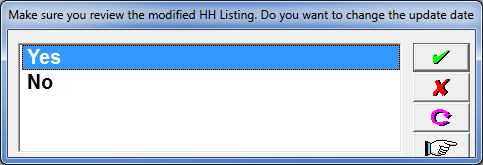 Make sure you review the modified HH Listing. Do you want to change the update date
Yes
No